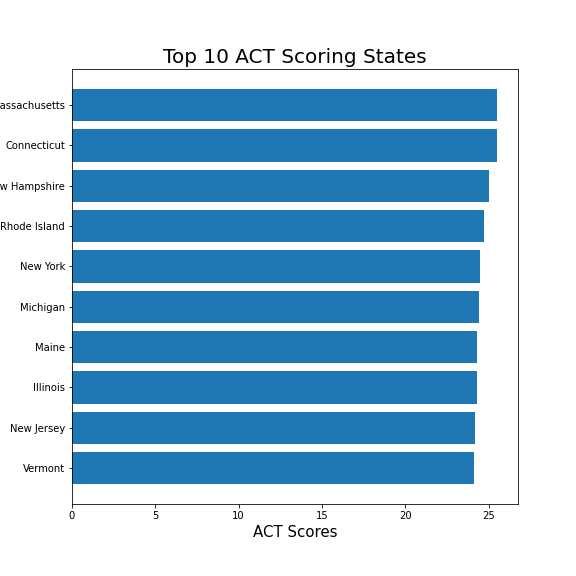 Top 10 ACT Scoring States
assachusetts
Connecticut
w Hampshire
Rhode Island
New York
Michigan
Maine
Illinois
New Jersey
Vermont
0 5 10 15 20 25
ACT Scores